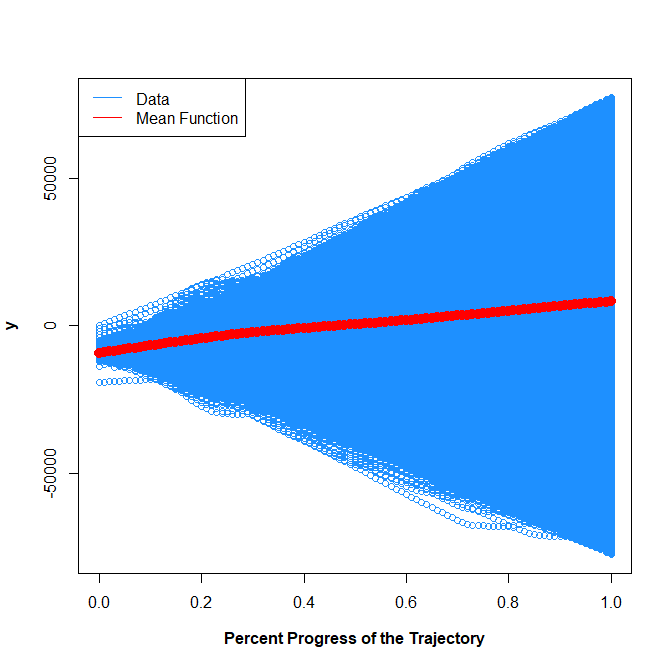 Data
Mean Function
50000
0
-50000
y
0.0 0.2 0.4 0.6 0.8 1.0
Percent Progress of the Trajectory